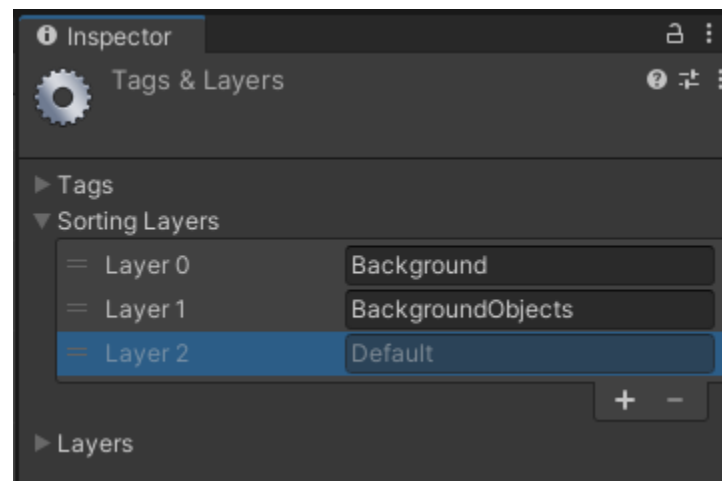 Inspector
Tags & Layers
Tags
Sorting Layers
Layer 0 Background
Layer 1 BackgroundObjects
Layer 2 Default
Layers